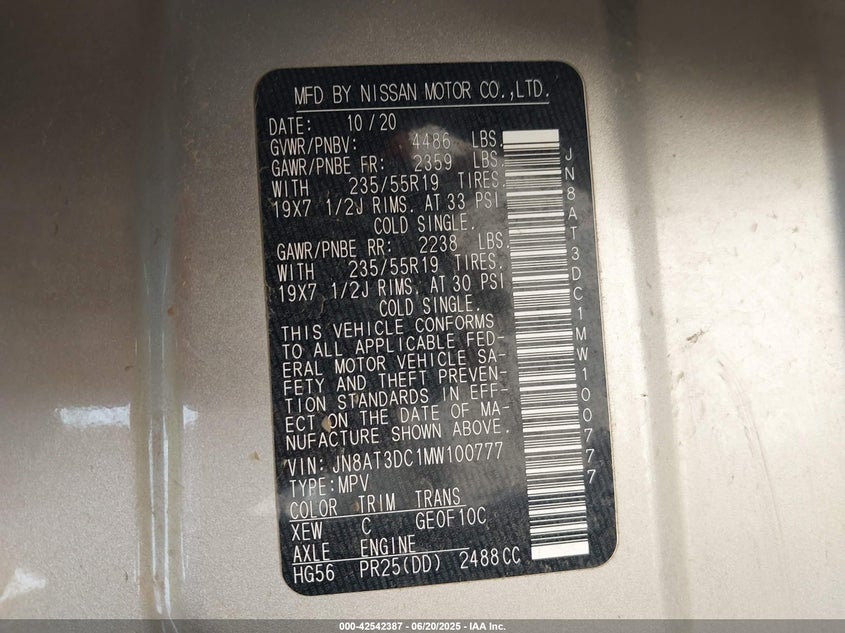 MFD BY NISSAN MOTOR CO.,LTD.
DATE: 10/20
GVWR/PNBV: 4486 LBS.
GAWR/PNBE FR: 2359 LBS.
WITH 235/55R19 TIRES.
19X7 1/2J RIMS. AT 33 PSI
COLD SINGLE.
GAWR/PNBE RR: 2238 LBS.
WITH 235/55R19 TIRES.
19X7 1/2J RIMS. AT 30 PSI
COLD SINGLE.
THIS VEHICLE CONFORMS
TO ALL APPLICABLE FED-
ERAL MOTOR VEHICLE SA-
FETY AND THEFT PREVEN-
TION STANDARDS IN EFF-
ECT ON THE DATE OF MA-
NUFACTURE SHOWN ABOVE.
VIN: JN8AT3DC1MW100777
TYPE:MPV
COLOR TRIM TRANS
XEW C GEOF10C
AXLE ENGINE
HG56 PR25(DD) 2488CC
JN8AT3DC1MW100777
000-42542387 - 06/20/2025 - IAA Inc.